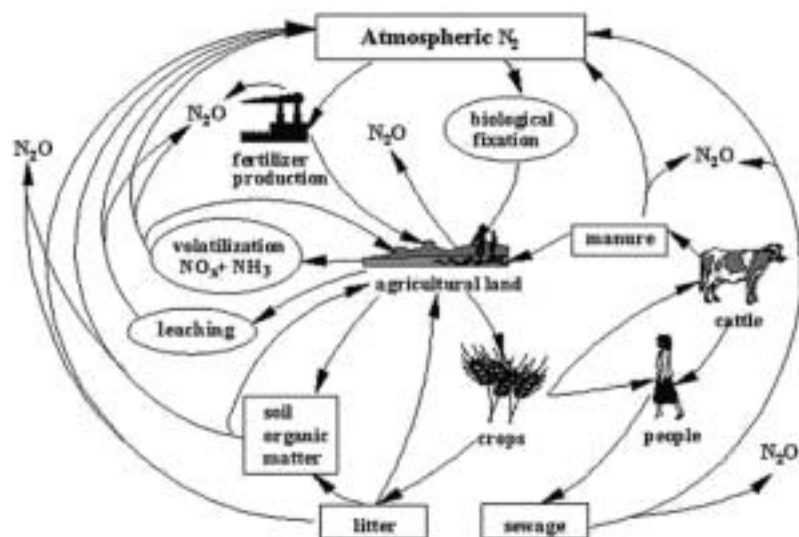 Atmospheric N₂
N₂O
fertilizer
production
N₂O
N₂O
biological
fixation
N₂O
volatilization
NOₓ+ NH₃
agricultural land
manure
cattle
leaching
soil
organic
matter
crops
people
N₂O
litter
sewage